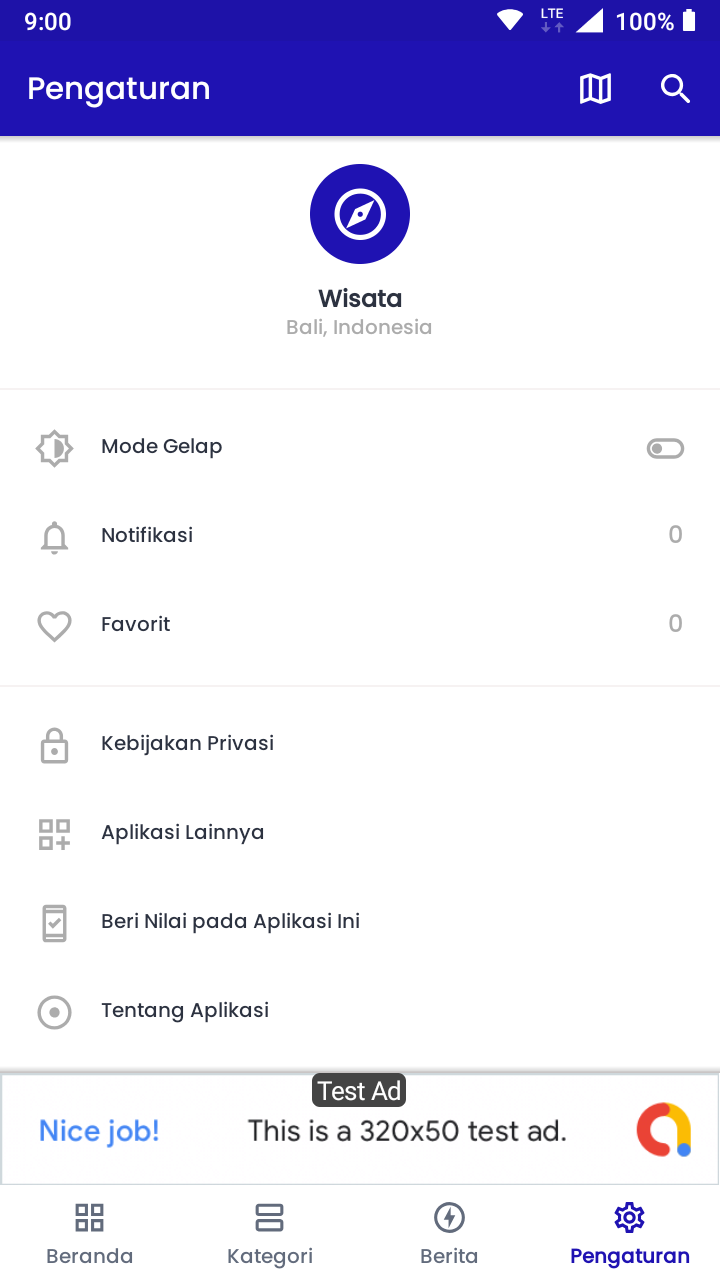 9:00
LTE
100%
Pengaturan
Wisata
Bali, Indonesia
Mode Gelap
Notifikasi
0
Favorit
0
Kebijakan Privasi
Aplikasi Lainnya
Beri Nilai pada Aplikasi Ini
Tentang Aplikasi
Test Ad
Nice job!
This is a 320x50 test ad.
Beranda
Kategori
Berita
Pengaturan